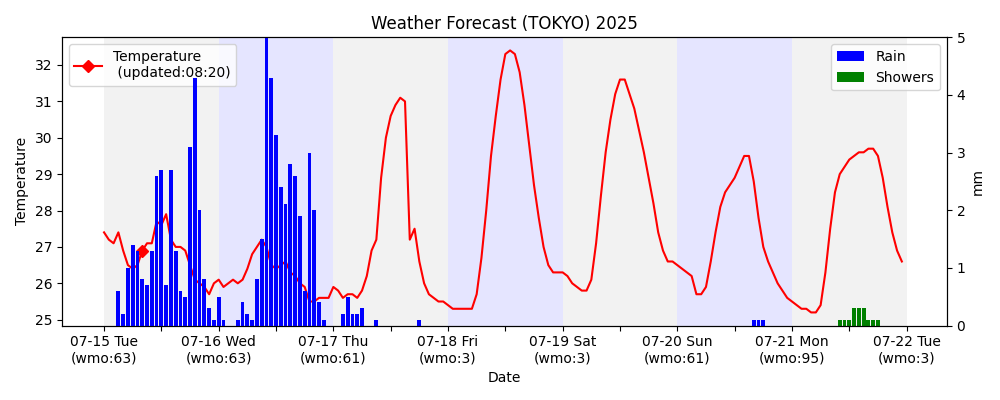 Weather Forecast (TOKYO) 2025
Temperature
(updated:08:20)
Rain
Showers
Temperature
32
31
30
29
28
27
26
25
5
4
3
2
1
0
mm
07-15 Tue
(wmo:63)
07-16 Wed
(wmo:63)
07-17 Thu
(wmo:61)
07-18 Fri
(wmo:3)
07-19 Sat
(wmo:3)
07-20 Sun
(wmo:61)
07-21 Mon
(wmo:95)
07-22 Tue
(wmo:3)
Date